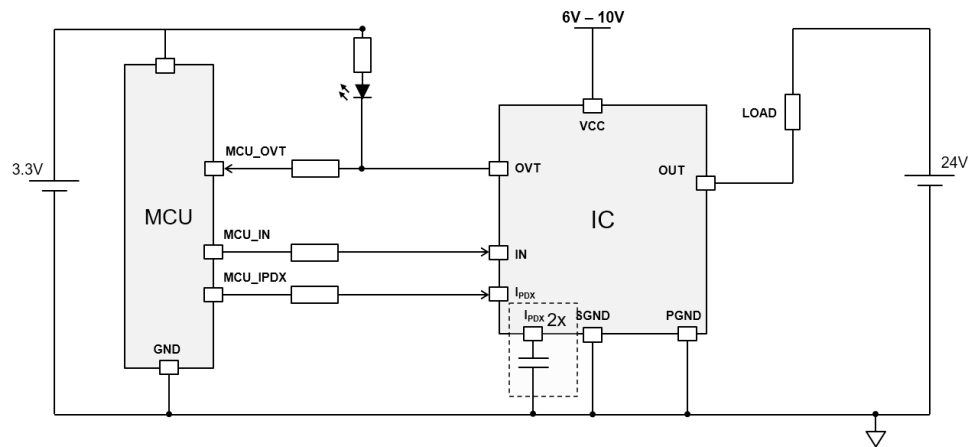 6V – 10V
VCC
LOAD
3.3V
MCU_OVT
OVT
OUT
24V
MCU
IC
MCU_IN
IN
MCU_IPDX
IPDX
IPDX 2x
SGND
PGND
GND